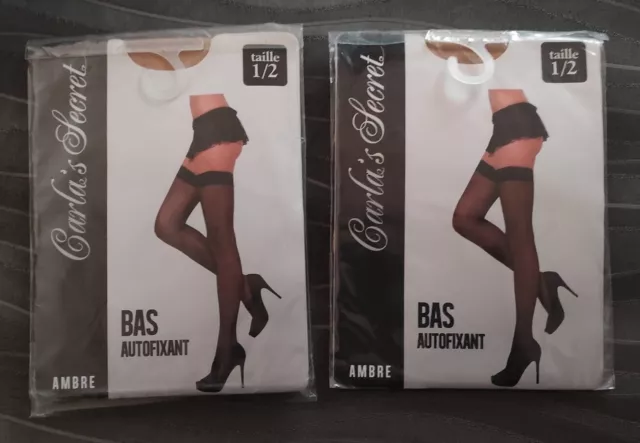 taille
1/2
Carla's Secret
BAS
AUTOFIXANT
AMBRE
taille
1/2
Carla's Secret
BAS
AUTOFIXANT
AMBRE